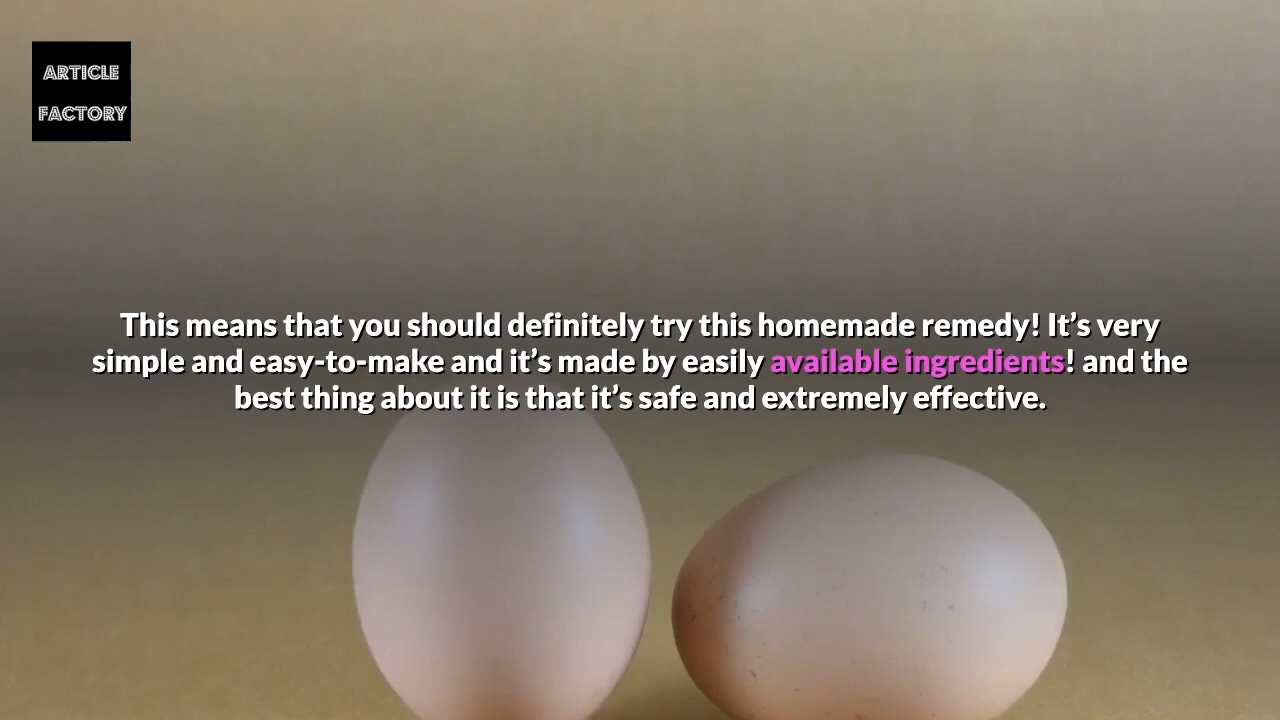 ARTICLE
FACTORY
This means that you should definitely try this homemade remedy! It’s very
simple and easy-to-make and it’s made by easily available ingredients! and the
best thing about it is that it’s safe and extremely effective.